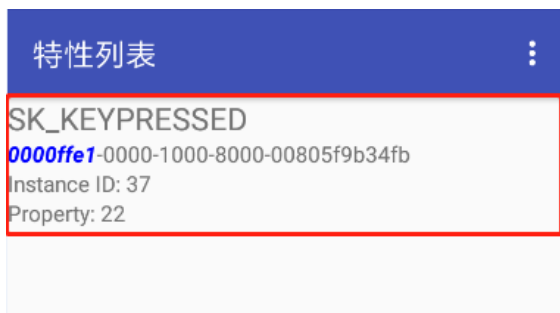 特性列表
SK_KEYPRESSED
0000ffe1-0000-1000-8000-00805f9b34fb
Instance ID: 37
Property: 22